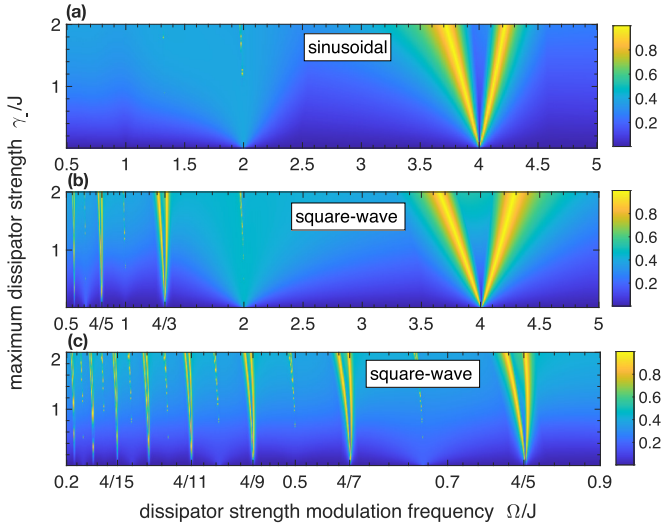 (a)
sinusoidal
2
1
0.5 1 1.5 2 2.5 3 3.5 4 4.5 5
0.8
0.6
0.4
0.2
(b)
square-wave
2
1
0.5 4/5 1 4/3 2 2.5 3 3.5 4 4.5 5
0.8
0.6
0.4
0.2
(c)
square-wave
2
1
0.2 4/15 4/11 4/9 0.5 4/7 0.7 4/5 0.9
0.8
0.6
0.4
0.2
maximum dissipator strength γ_/J
dissipator strength modulation frequency Ω/J